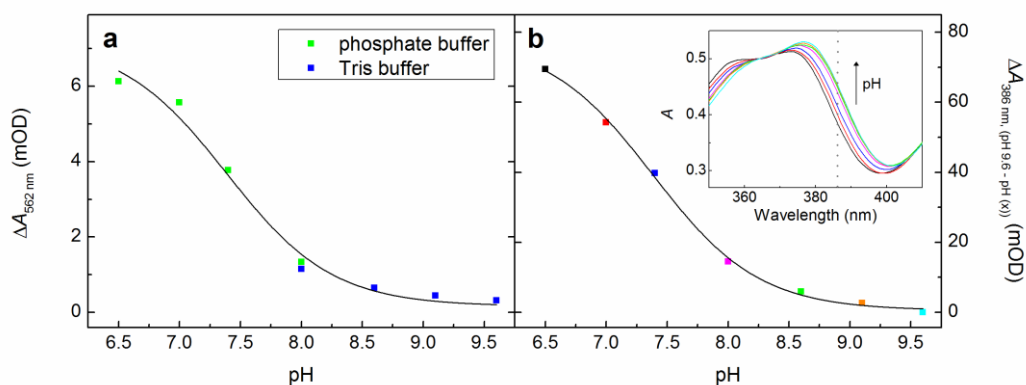 a
phosphate buffer
Tris buffer
ΔA562 nm (mOD)
6
4
2
0
6.5 7.0 7.5 8.0 8.5 9.0 9.5
pH
b
A
0.5
0.4
0.3
pH
360 380 400
Wavelength (nm)
80
60
40
20
0
ΔA386 nm, (pH 9.6 - pH (x)) (mOD)
6.5 7.0 7.5 8.0 8.5 9.0 9.5
pH